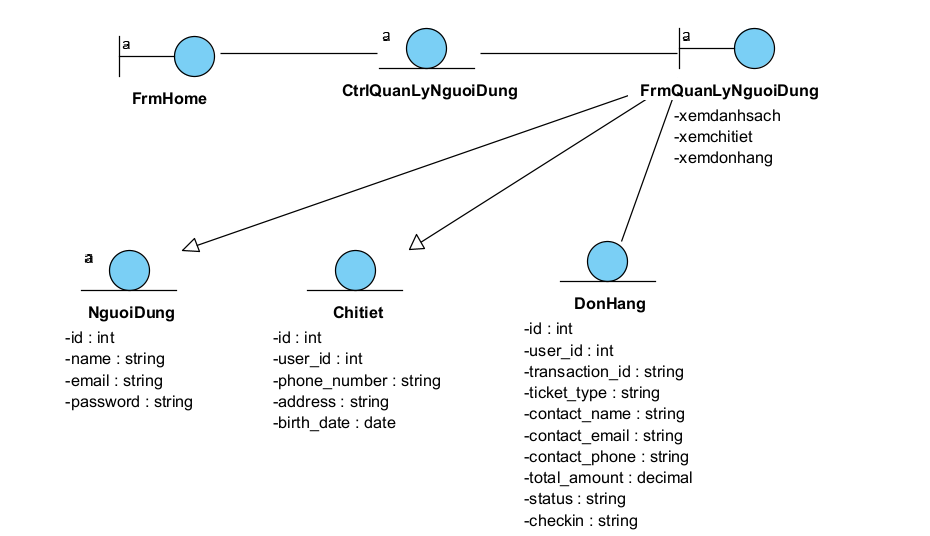 a
FrmHome
a
CtrlQuanLyNguoiDung
a
FrmQuanLyNguoiDung
-xemdanhsach
-xemchitiet
-xemdonhang
a
NguoiDung
-id : int
-name : string
-email : string
-password : string
Chitiet
-id : int
-user_id : int
-phone_number : string
-address : string
-birth_date : date
DonHang
-id : int
-user_id : int
-transaction_id : string
-ticket_type : string
-contact_name : string
-contact_email : string
-contact_phone : string
-total_amount : decimal
-status : string
-checkin : string